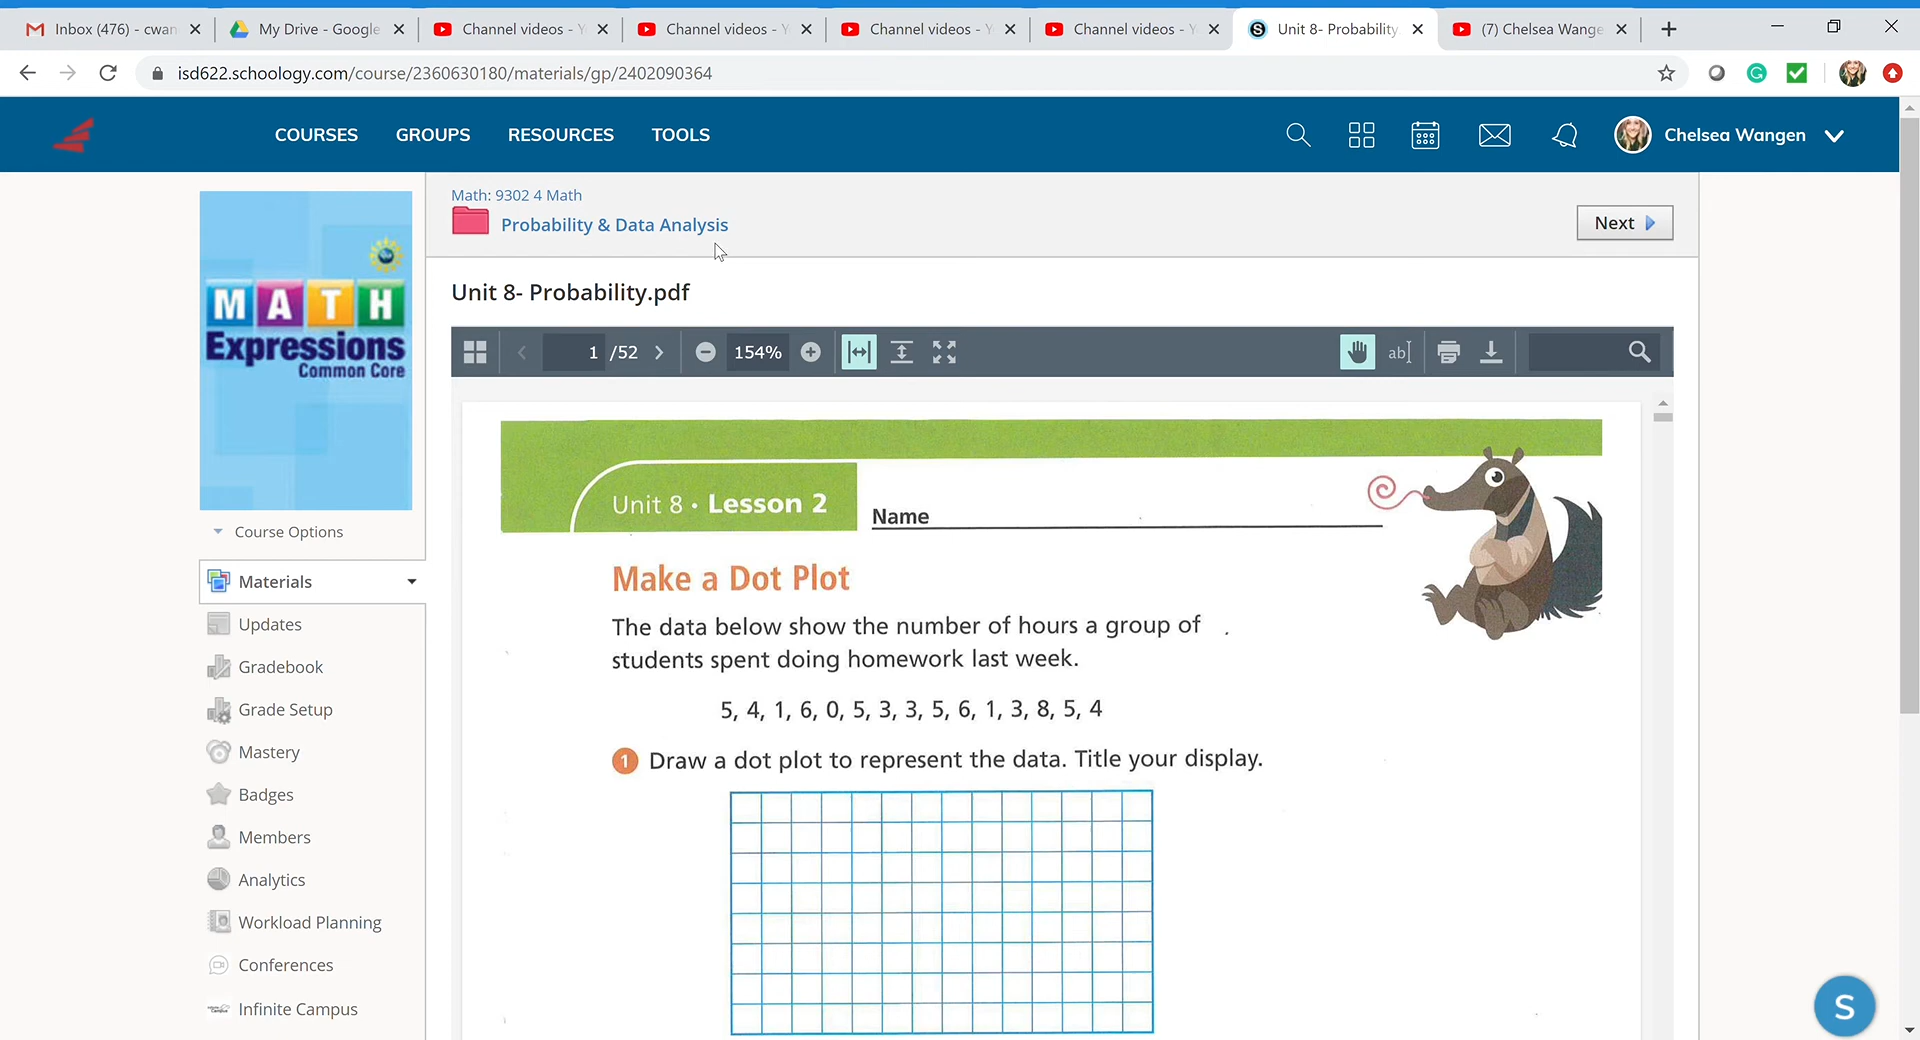 Inbox (476) - cwan
My Drive - Google
Channel videos - Y
Channel videos - Y
Channel videos - Y
Channel videos - Y
Unit 8- Probability.
(7) Chelsea Wange
isd622.schoology.com/course/2360630180/materials/gp/2402090364
COURSES GROUPS RESOURCES TOOLS
Chelsea Wangen
Math: 9302 4 Math
Probability & Data Analysis
Next
MATH
Expressions
Common Core
Unit 8- Probability.pdf
1 /52
154%
ab
Unit 8 • Lesson 2
Name
Make a Dot Plot
The data below show the number of hours a group of
students spent doing homework last week.
5, 4, 1, 6, 0, 5, 3, 3, 5, 6, 1, 3, 8, 5, 4
1 Draw a dot plot to represent the data. Title your display.
Course Options
Materials
Updates
Gradebook
Grade Setup
Mastery
Badges
Members
Analytics
Workload Planning
Conferences
Infinite Campus
S